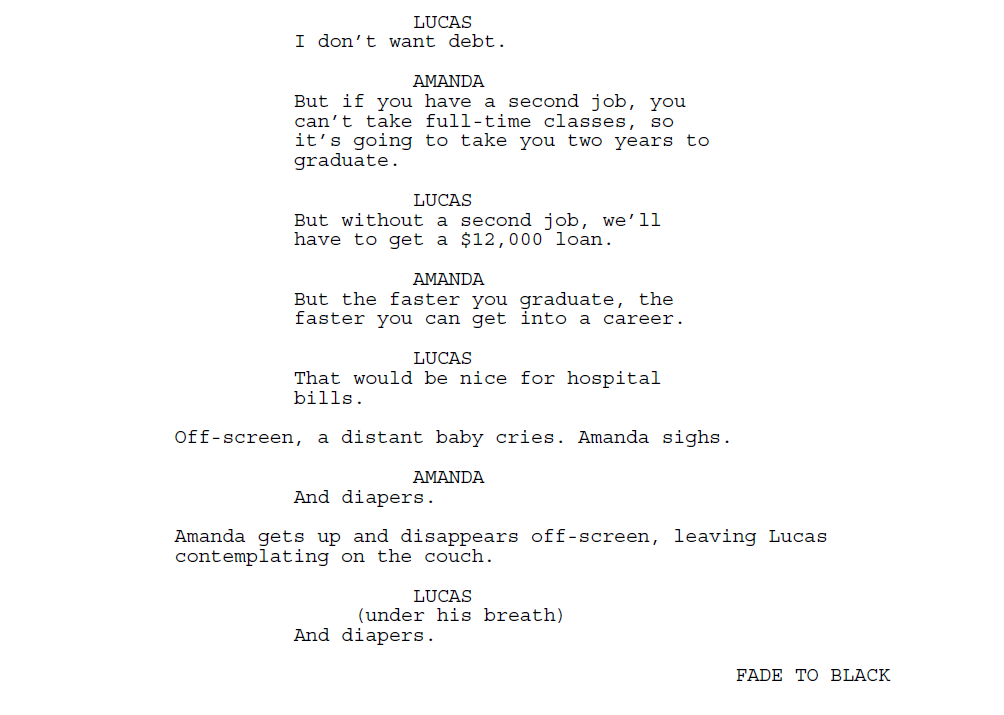 LUCAS
I don’t want debt.
AMANDA
But if you have a second job, you
can’t take full-time classes, so
it’s going to take you two years to
graduate.
LUCAS
But without a second job, we’ll
have to get a $12,000 loan.
AMANDA
But the faster you graduate, the
faster you can get into a career.
LUCAS
That would be nice for hospital
bills.
Off-screen, a distant baby cries. Amanda sighs.
AMANDA
And diapers.
Amanda gets up and disappears off-screen, leaving Lucas
contemplating on the couch.
LUCAS
(under his breath)
And diapers.
FADE TO BLACK